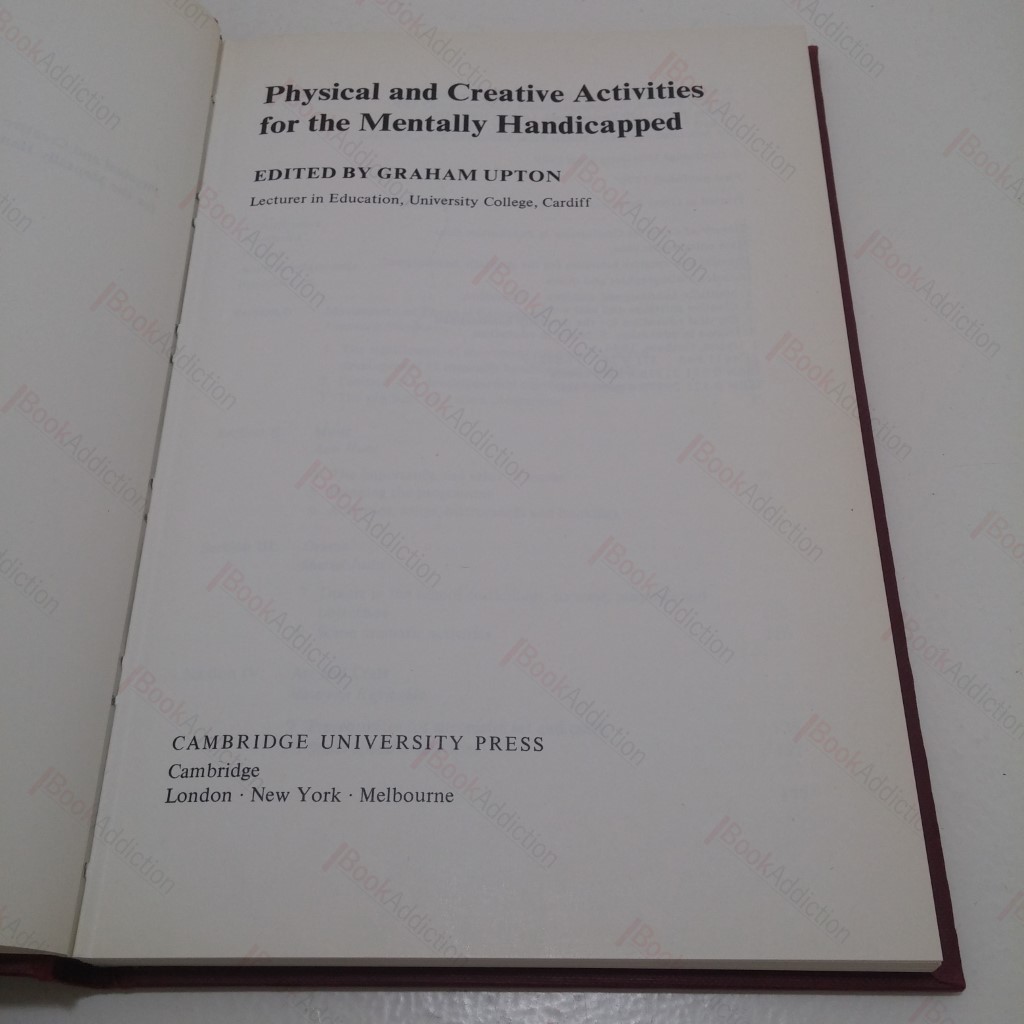 Physical and Creative Activities
for the Mentally Handicapped
EDITED BY GRAHAM UPTON
Lecturer in Education, University College, Cardiff
CAMBRIDGE UNIVERSITY PRESS
Cambridge
London · New York · Melbourne
BookAddiction